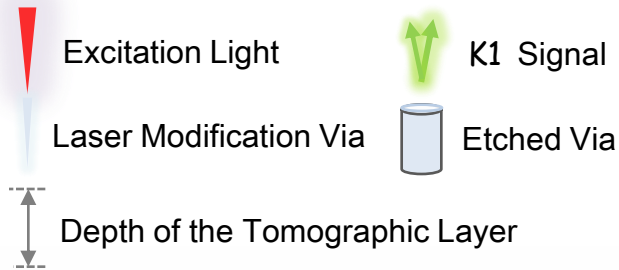 Excitation Light
K1 Signal
Laser Modification Via
Etched Via
Depth of the Tomographic Layer